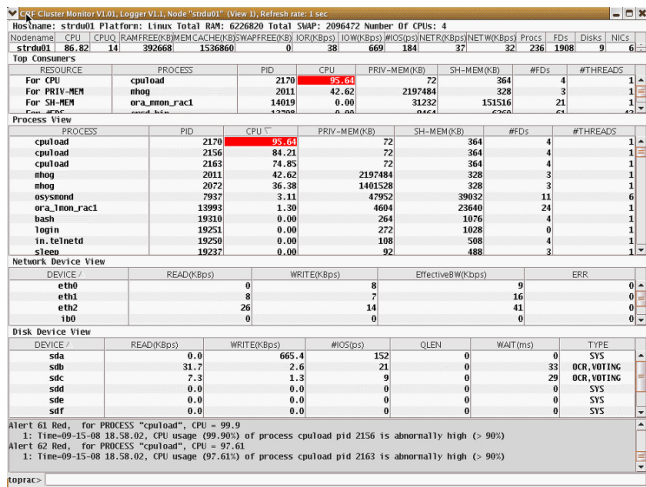 CRF Cluster Monitor V1.01, Logger V1.1, Node "strdu01" (View 1), Refresh rate: 1 sec
Hostname: strdu01 Platform: Linux Total RAM: 6226820 Total SWAP: 2096472 Number Of CPUs: 4
Nodename CPU CPUQ RAMFREE(KB) MEMCACHE(KB) SWAPFREE(KB) IOR(KBps) IOW(KBps) #IOS(ps) NETR(KBps) NETW(KBps) Procs FDs Disks NICs
strdu01 86.82 14 392668 1536860 0 38 669 184 37 32 236 1908 9 6
Top Consumers
RESOURCE PROCESS PID CPU PRIV-MEM(KB) SH-MEM(KB) #FDs #THREADS
For CPU cpuload 2170 95.64 72 364 4 1
For PRIV-MEM mhog 2011 42.62 2197484 328 3 1
For SH-MEM ora_mmon_rac1 14019 0.00 31232 151516 21 1
Process View
PROCESS PID CPU PRIV-MEM(KB) SH-MEM(KB) #FDs #THREADS
cpuload 2170 95.64 72 364 4 1
cpuload 2156 84.21 72 364 4 1
cpuload 2163 74.85 72 364 4 1
mhog 2011 42.62 2197484 328 3 1
mhog 2072 36.38 1401528 328 3 1
osysmond 7937 3.11 47952 39032 11 6
ora_lmon_rac1 13993 1.30 4604 23640 24 1
bash 19310 0.00 264 1076 4 1
login 19251 0.00 272 1028 0 1
in.telnetd 19250 0.00 108 508 4 1
sleep 19237 0.00 92 488 3 1
Network Device View
DEVICE READ(KBps) WRITE(KBps) EffectiveBW(Kbps) ERR
eth0 0 8 9 0
eth1 8 7 16 0
eth2 26 14 41 0
ib0 0 0 0 0
Disk Device View
DEVICE READ(KBps) WRITE(KBps) #IOS(ps) QLEN WAIT(ms) TYPE
sda 0.0 665.4 152 0 0 SYS
sdb 31.7 2.6 21 0 33 OCR,VOTING
sdc 7.3 1.3 9 0 29 OCR,VOTING
sdd 0.0 0.0 0 0 0 SYS
sde 0.0 0.0 0 0 0 SYS
sdf 0.0 0.0 0 0 0 SYS
Alert 61 Red, for PROCESS "cpuload", CPU = 99.9
1: Time=09-15-08 18.58.02, CPU usage (99.90%) of process cpuload pid 2156 is abnormally high (> 90%)
Alert 62 Red, for PROCESS "cpuload", CPU = 97.61
1: Time=09-15-08 18.58.02, CPU usage (97.61%) of process cpuload pid 2163 is abnormally high (> 90%)
toprac>